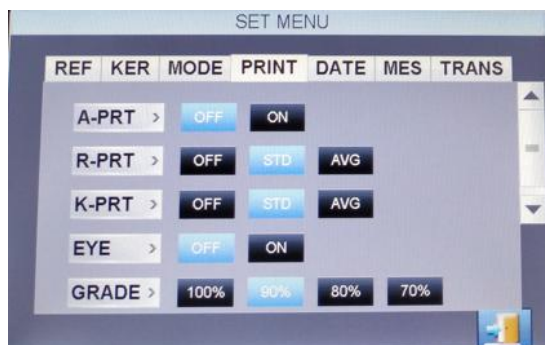 SET MENU
REF KER MODE PRINT DATE MES TRANS
A-PRT > OFF ON
R-PRT > OFF STD AVG
K-PRT > OFF STD AVG
EYE > OFF ON
GRADE > 100% 90% 80% 70%